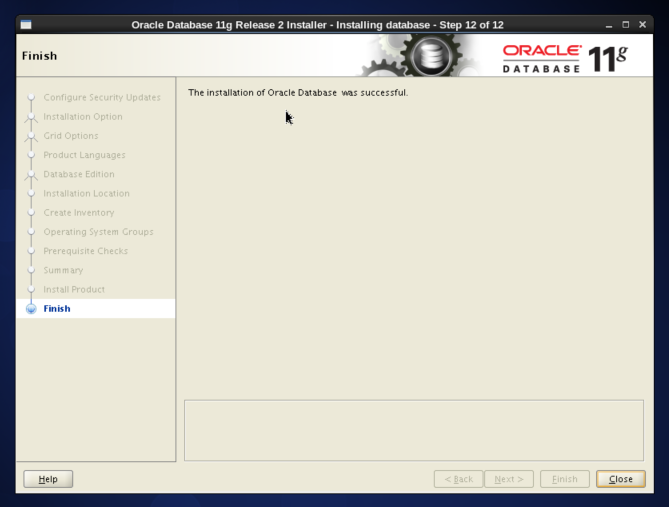 Oracle Database 11g Release 2 Installer - Installing database - Step 12 of 12
Finish
ORACLE
DATABASE
11g
Configure Security Updates
Installation Option
Grid Options
Product Languages
Database Edition
Installation Location
Create Inventory
Operating System Groups
Prerequisite Checks
Summary
Install Product
Finish
The installation of Oracle Database was successful.
Help
< Back
Next >
Finish
Close